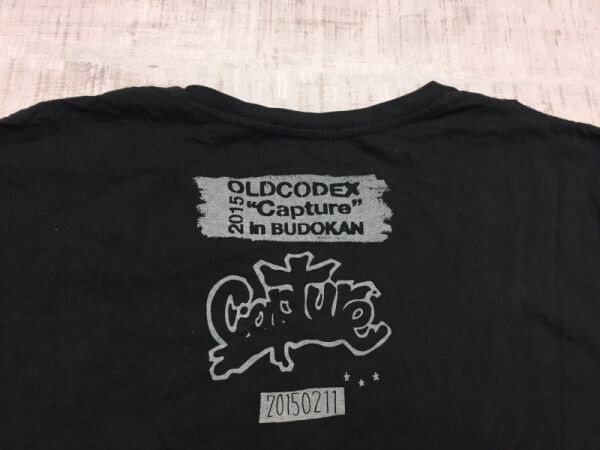 2015
OLDCODEX
"Capture"
in BUDOKAN
Capture
20150211